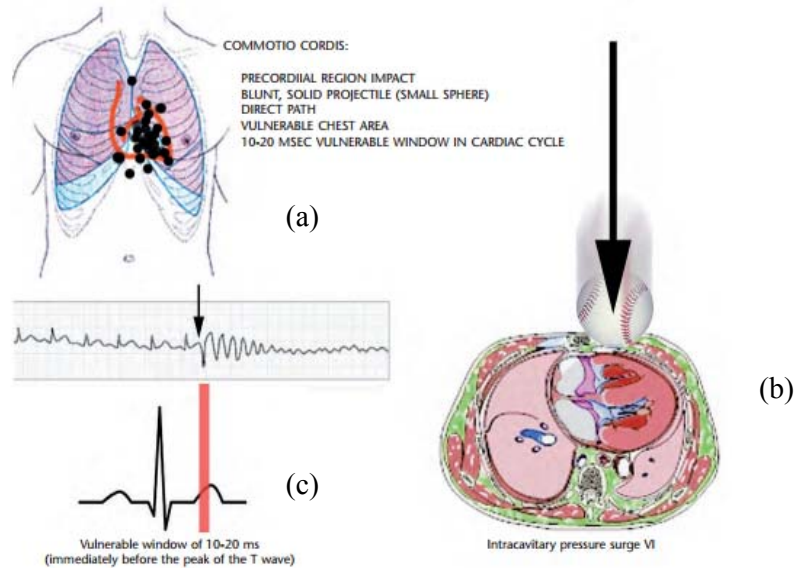 COMMOTIO CORDIS:
PRECORDIIAL REGION IMPACT
BLUNT, SOLID PROJECTILE (SMALL SPHERE)
DIRECT PATH
VULNERABLE CHEST AREA
10-20 MSEC VULNERABLE WINDOW IN CARDIAC CYCLE
(a)
(b)
(c)
Vulnerable window of 10-20 ms
(immediately before the peak of the T wave)
Intracavitary pressure surge VI